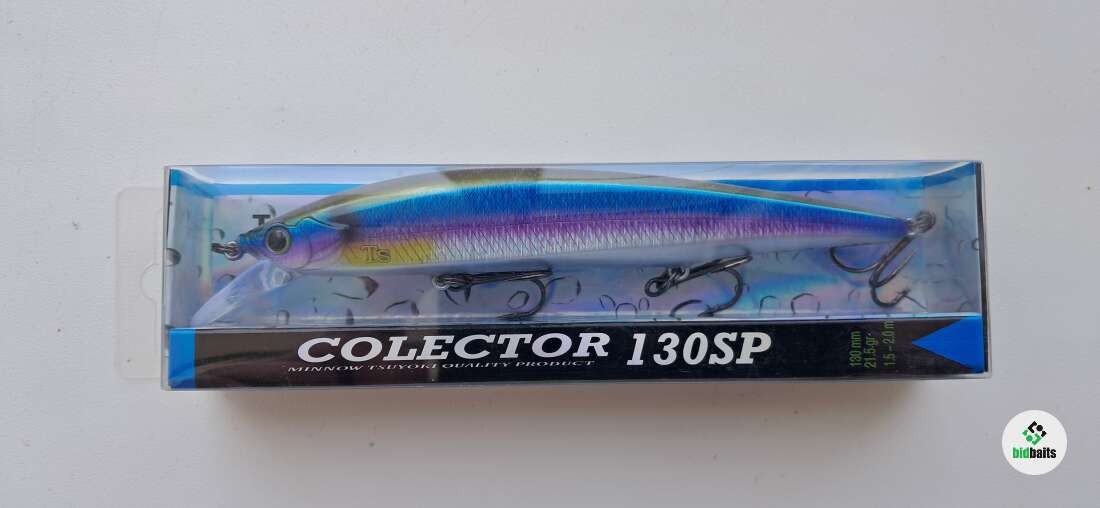 T
Ts
COLECTOR 130SP
MINNOW TSUYOKI QUALITY PRODUCT
130 mm
21.5 gr.
1.5 - 2.0 m
bidbaits